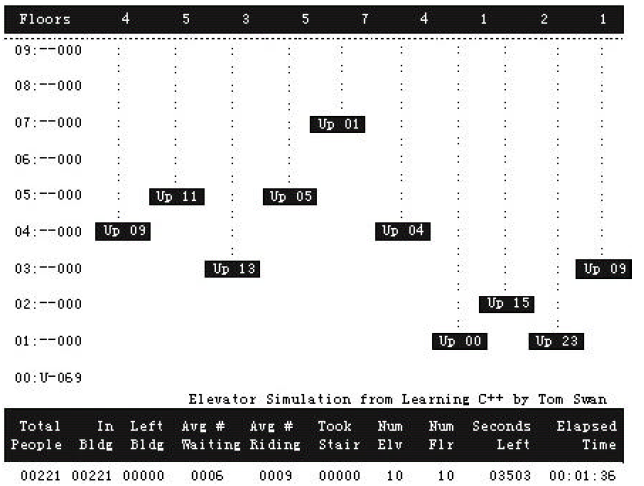 Floors 4 5 3 5 7 4 1 2 1
09:--000
08:--000
07:--000 Up 01
06:--000
05:--000 Up 11 Up 05
04:--000 Up 09 Up 04
03:--000 Up 13 Up 09
02:--000 Up 15
01:--000 Up 00 Up 23
00:U-069
Elevator Simulation from Learning C++ by Tom Swan
Total In Left Avg # Avg # Took Num Num Seconds Elapsed
People Bldg Bldg Waiting Riding Stair Elv Flr Left Time
00221 00221 00000 0006 0009 00000 10 10 03503 00:01:36